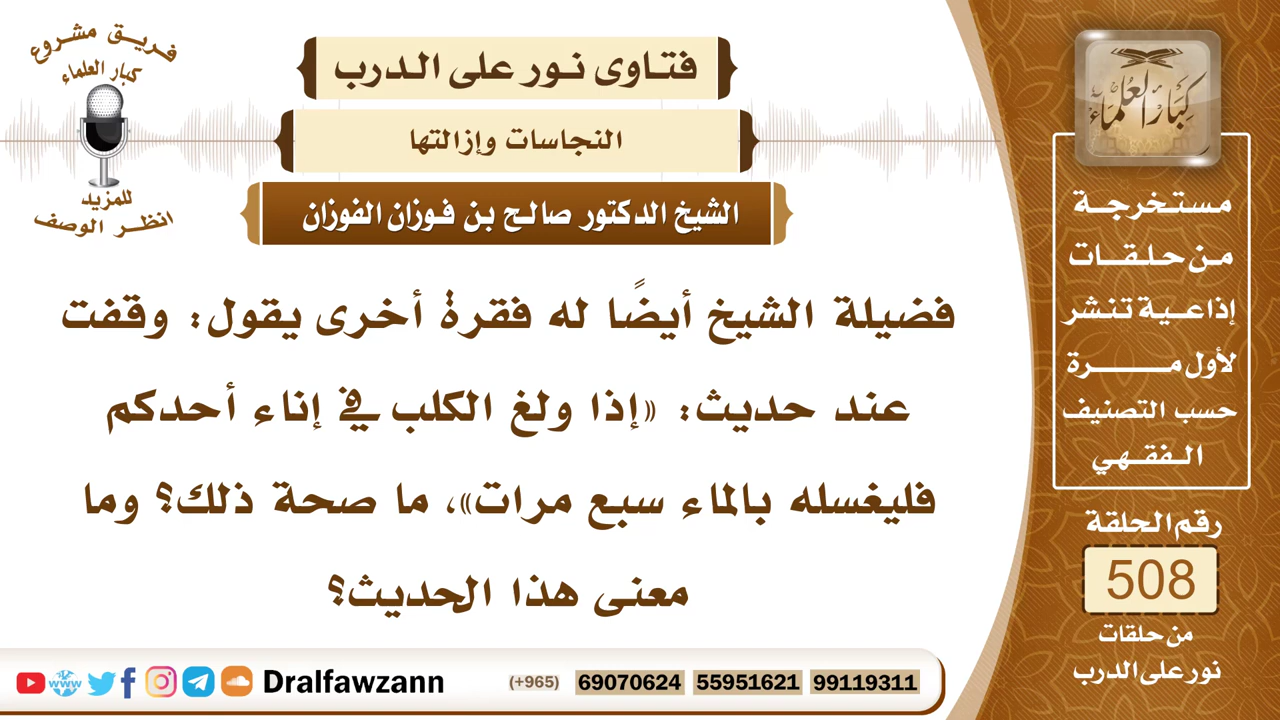 فريق مشروع
كبار العلماء
للمزيد
انظر الوصف
فتاوى نور على الدرب
النجاسات وإزالتها
الشيخ الدكتور صالح بن فوزان الفوزان
فضيلة الشيخ أيضًا له فقرة أخرى يقول: وقفت
عند حديث: «إذا ولغ الكلب في إناء أحدكم
فليغسله بالماء سبع مرات»، ما صحة ذلك؟ وما
معنى هذا الحديث؟
كبار العلماء
مستخرجة
من حلقات
إذاعية تنشر
لأول مرة
حسب التصنيف
الفقهي
رقم الحلقة
508
من حلقات
نور على الدرب
www
Dralfawzann
(+965) 69070624 55951621 99119311